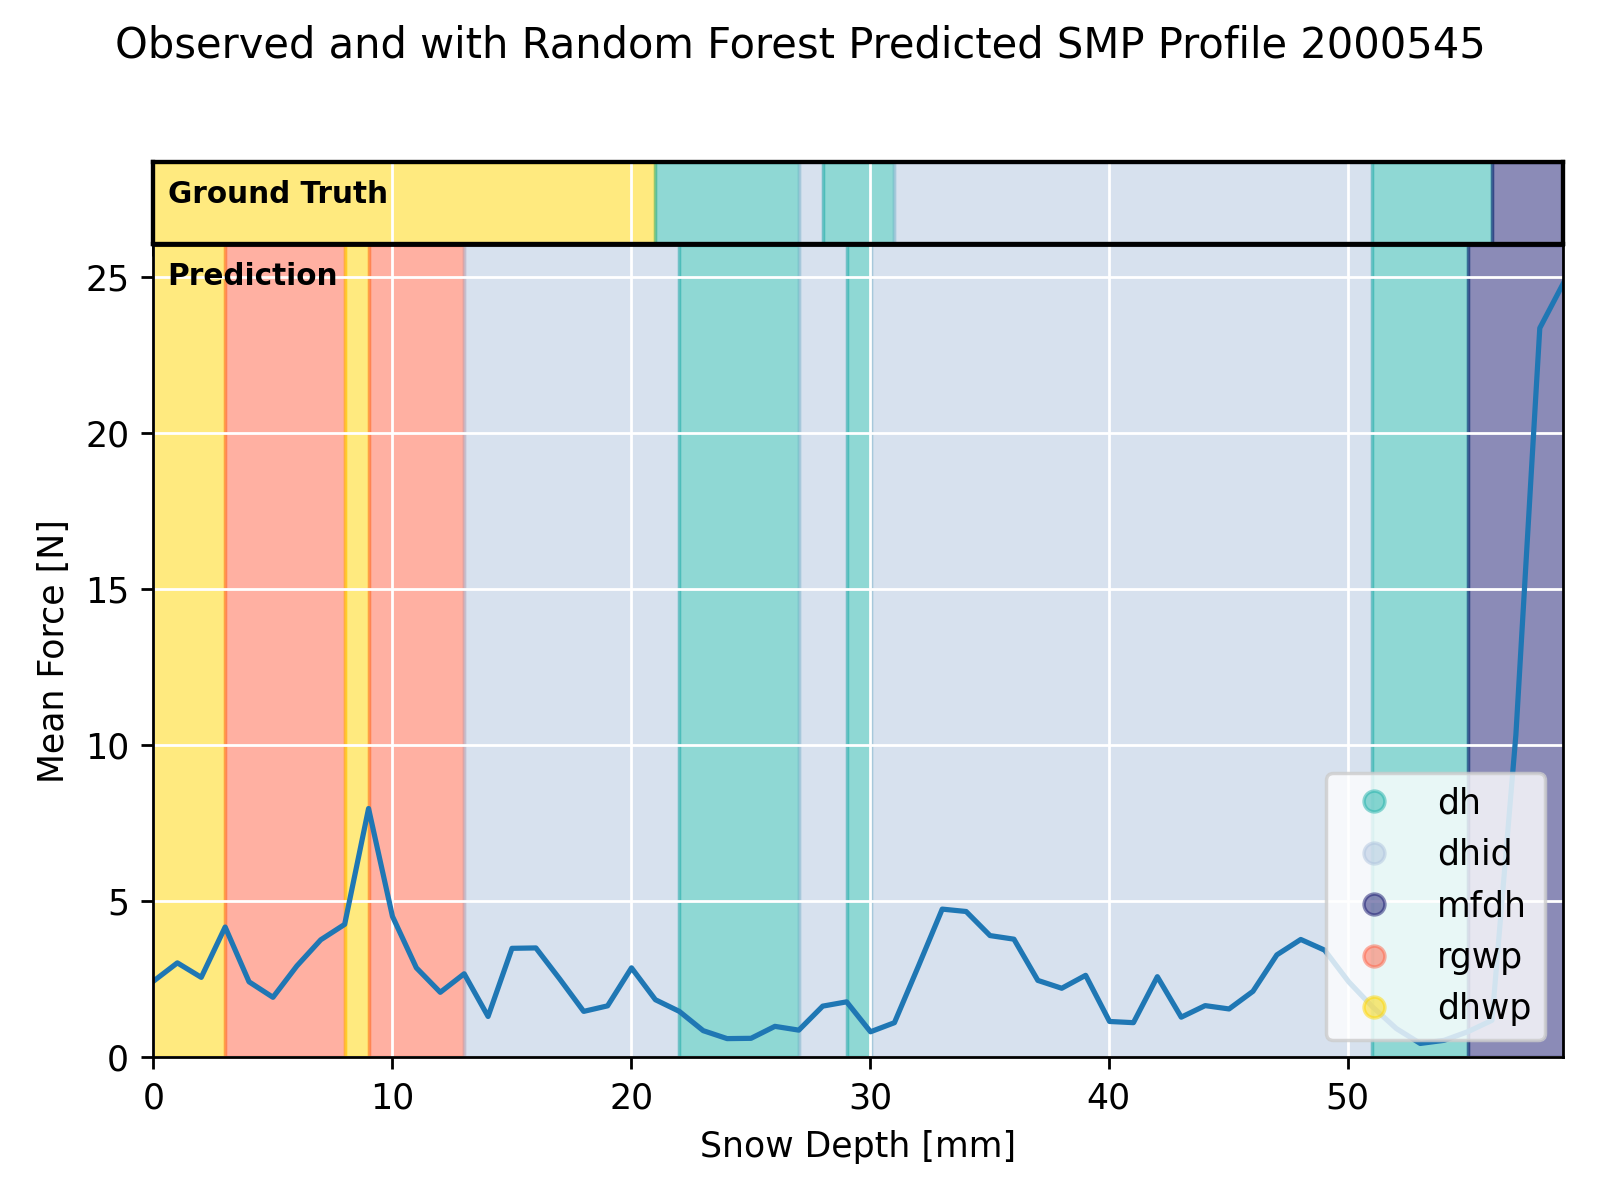 Observed and with Random Forest Predicted SMP Profile 2000545
Ground Truth
Prediction
25
20
15
10
5
0
Mean Force [N]
dh
dhid
mfdh
rgwp
dhwp
0 10 20 30 40 50
Snow Depth [mm]